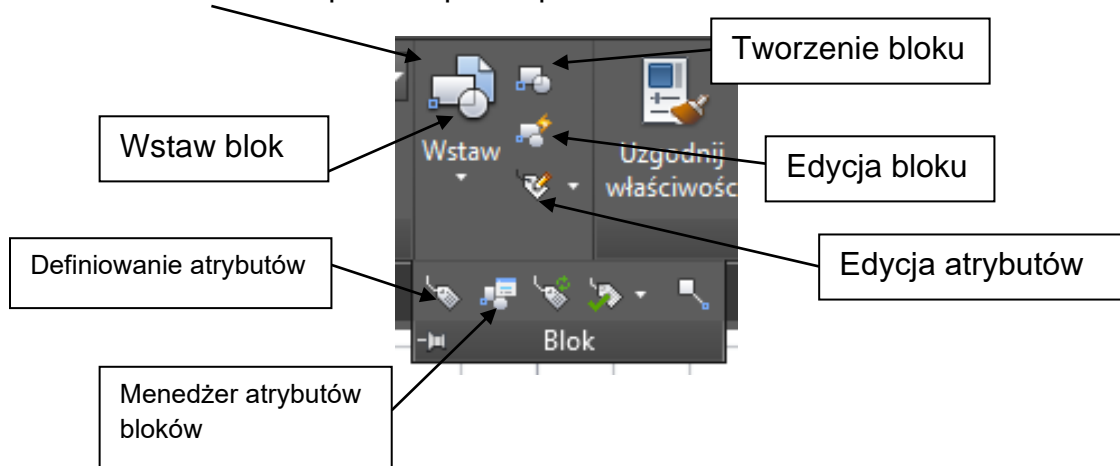 Tworzenie bloku
Wstaw blok
Wstaw
Uzgodnij
właściwośc
Edycja bloku
Definiowanie atrybutów
Edycja atrybutów
Blok
Menedżer atrybutów
bloków